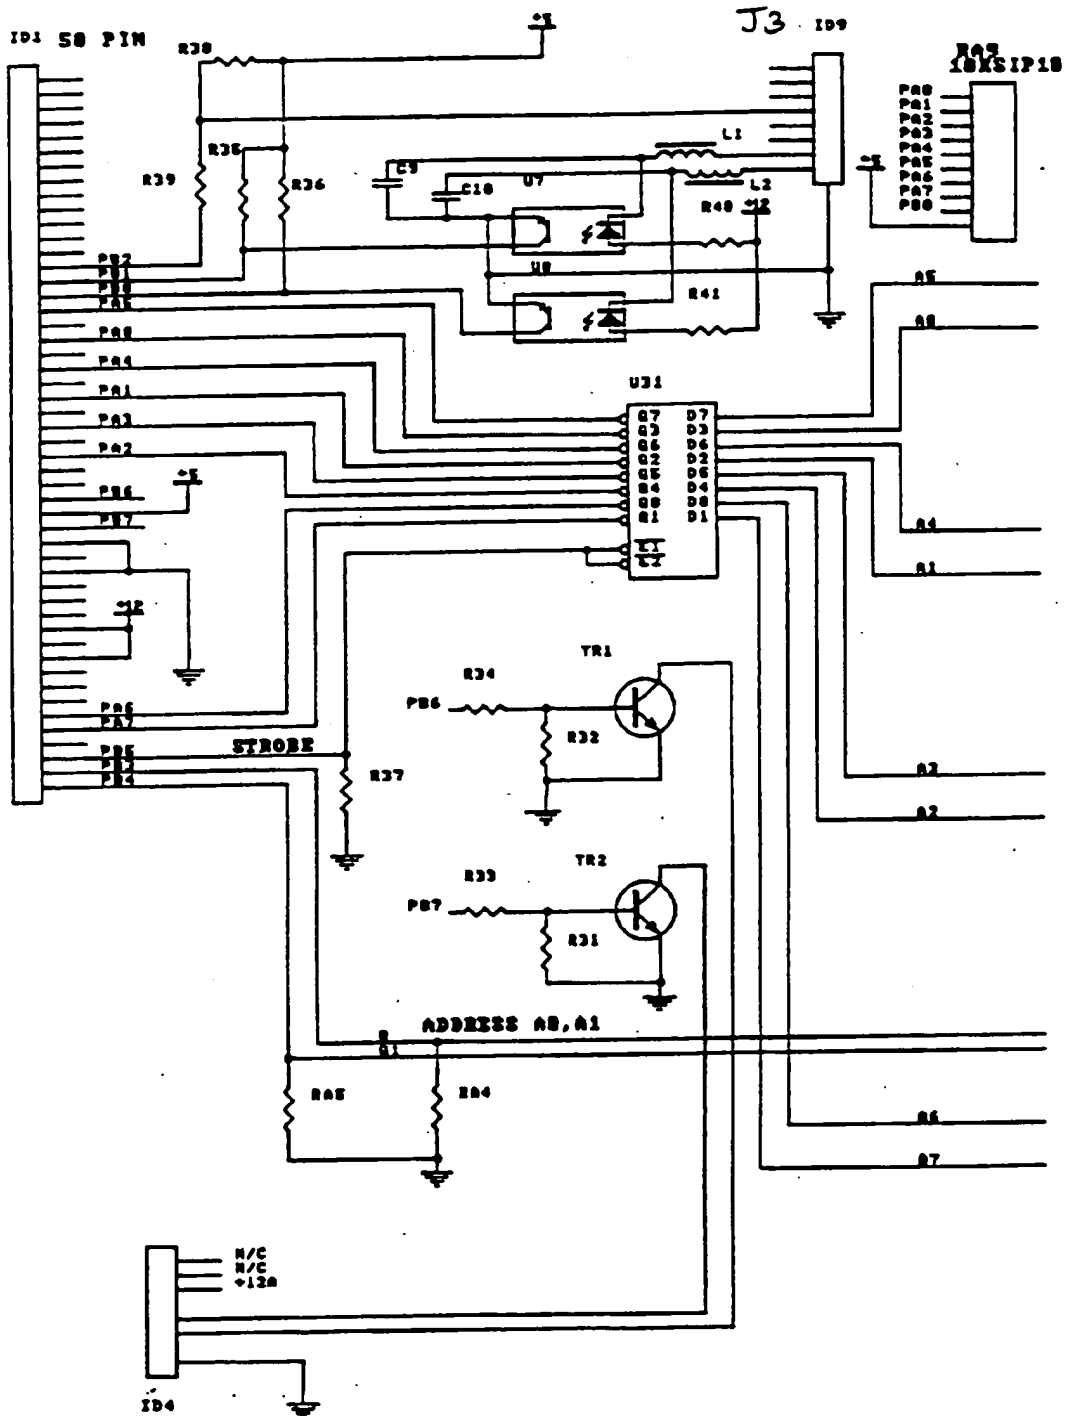 J3
ID9
ID1 50 PIN
+5
R38
RA9
10KSIP10
PA0
PA1
PA2
PA3
PA4
PA5
PA6
PA7
PB0
+5
L1
R35
R39
R36
C9
C10
U7
L2
R40
+12
PB2
PB1
PB0
U8
R41
A5
PA5
PA0
A0
PA4
PA1
U31
PA3
Q7 D7
Q3 D3
Q6 D6
Q2 D2
Q5 D5
Q4 D4
Q8 D8
Q1 D1
E1
E2
PA2
+5
PB6
PB7
A4
A1
+12
TR1
R34
PB6
R32
PA6
PA7
PB5
STROBE
PB3
PB4
R37
A3
A2
TR2
R33
PB7
R31
ADDRESS A0,A1
RA5
RA4
A6
A7
N/C
N/C
+12A
ID4